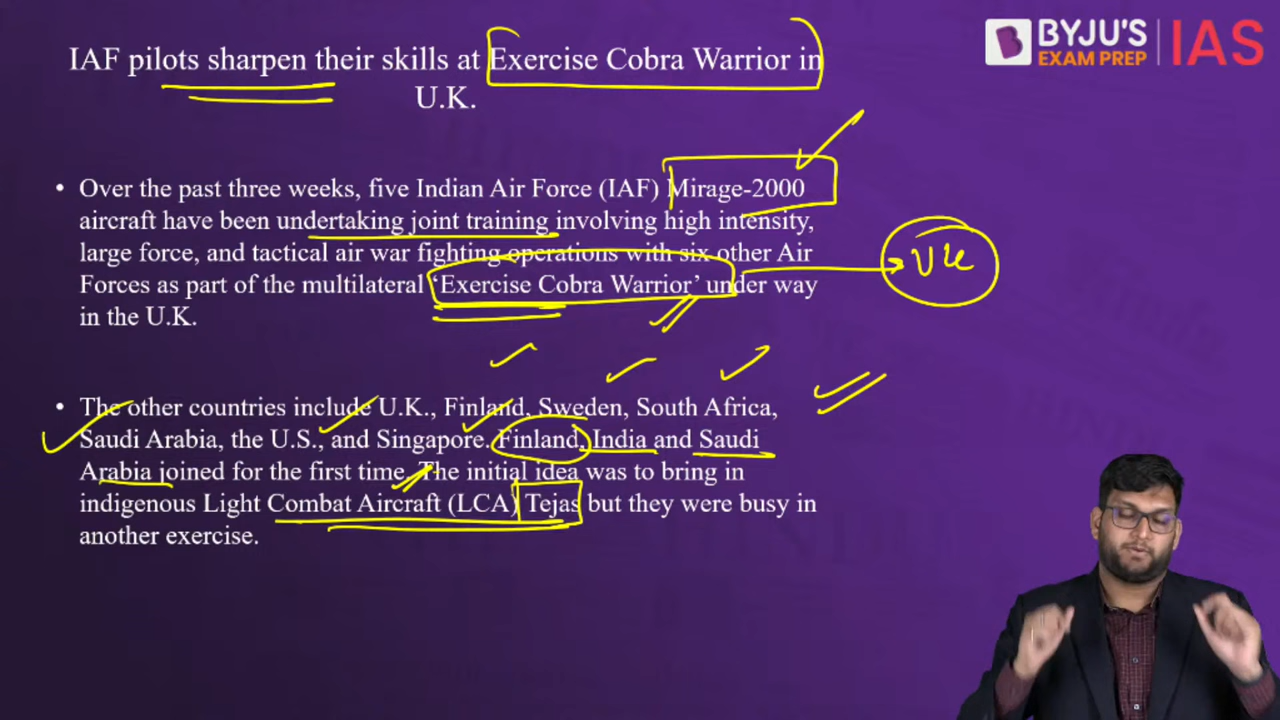 IAF pilots sharpen their skills at Exercise Cobra Warrior in
U.K.
BYJU'S
EXAM PREP
IAS
• Over the past three weeks, five Indian Air Force (IAF) Mirage-2000
aircraft have been undertaking joint training involving high intensity,
large force, and tactical air war fighting operations with six other Air
Forces as part of the multilateral 'Exercise Cobra Warrior' under way
in the U.K.
UK
• The other countries include U.K., Finland, Sweden, South Africa,
Saudi Arabia, the U.S., and Singapore. Finland, India and Saudi
Arabia joined for the first time. The initial idea was to bring in
indigenous Light Combat Aircraft (LCA) Tejas but they were busy in
another exercise.